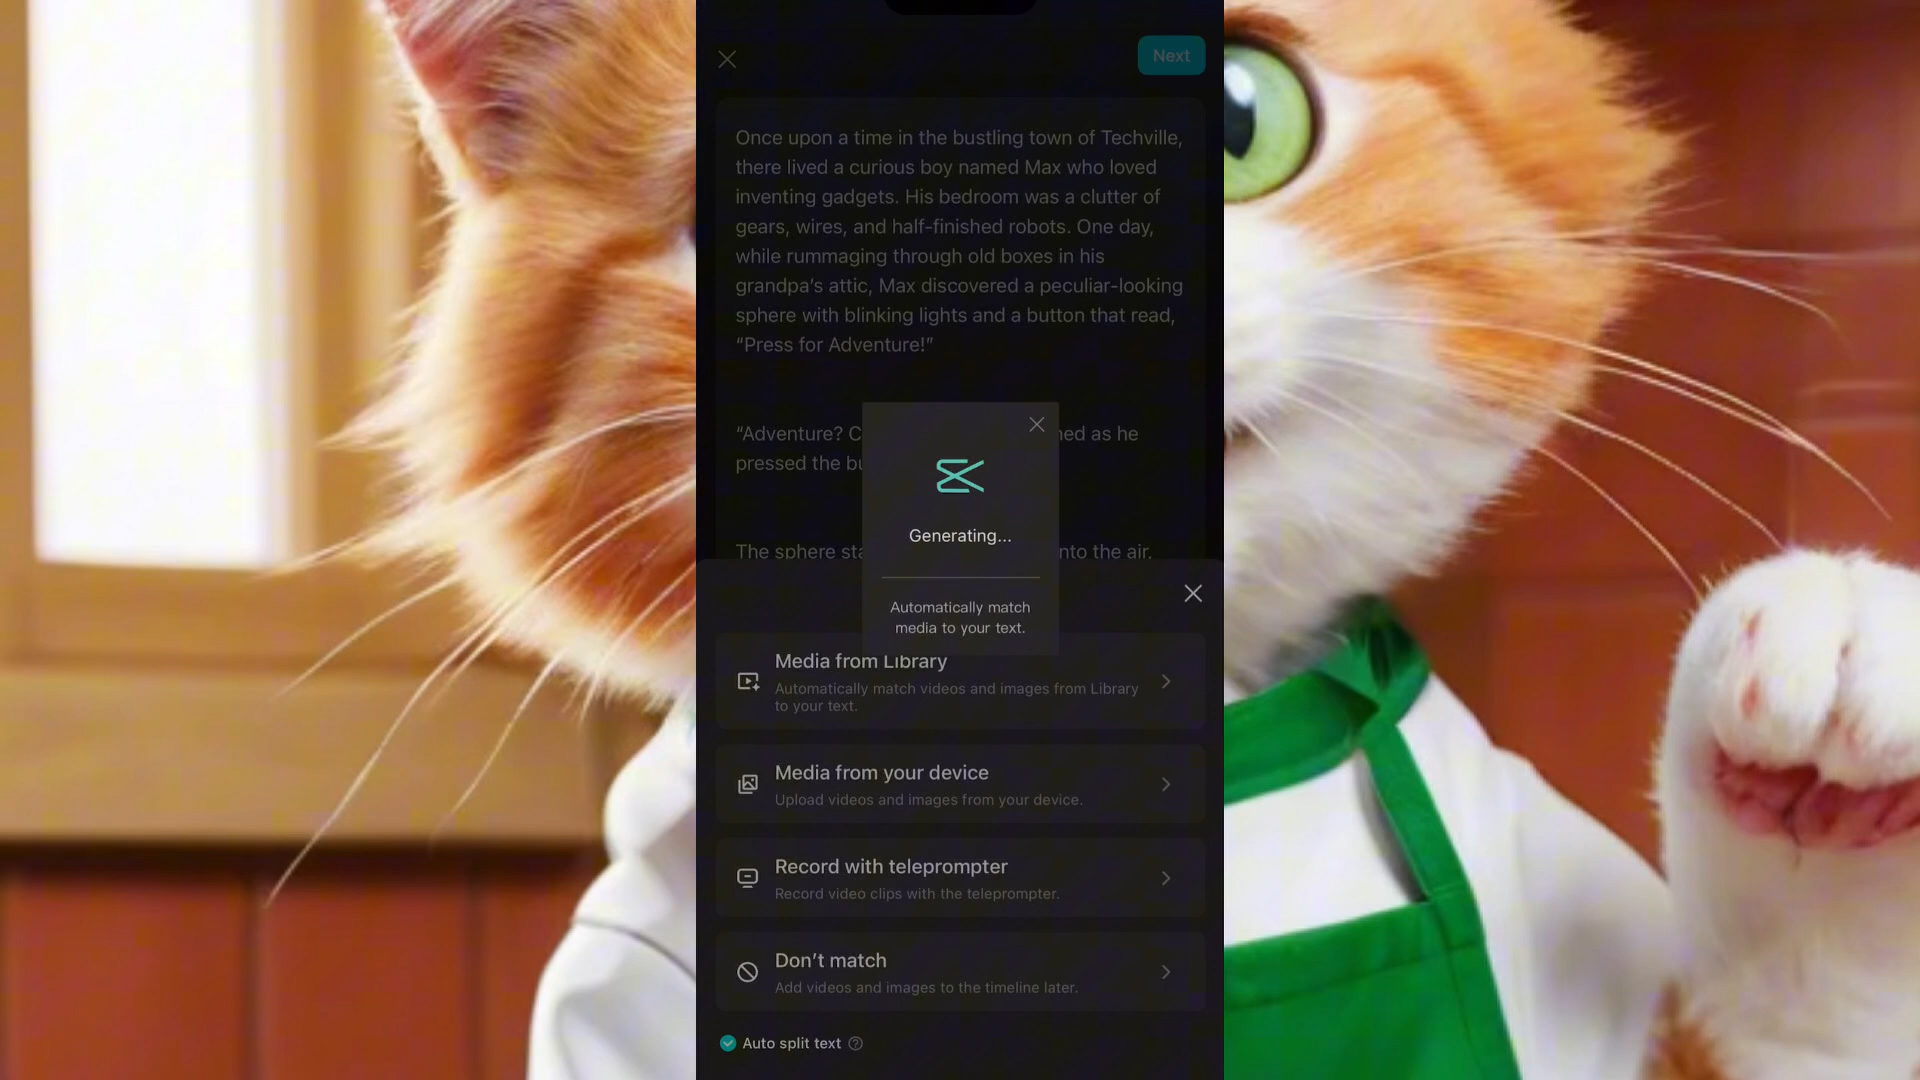 Next
Once upon a time in the bustling town of Techville,
there lived a curious boy named Max who loved
inventing gadgets. His bedroom was a clutter of
gears, wires, and half-finished robots. One day,
while rummaging through old boxes in his
grandpa’s attic, Max discovered a peculiar-looking
sphere with blinking lights and a button that read,
“Press for Adventure!”
“Adventure? as he
pressed the
The sphere into the air,
Generating...
Automatically match
media to your text.
Media from Library
Automatically match videos and images from Library
to your text.
Media from your device
Upload videos and images from your device.
Record with teleprompter
Record video clips with the teleprompter.
Don’t match
Add videos and images to the timeline later.
Auto split text